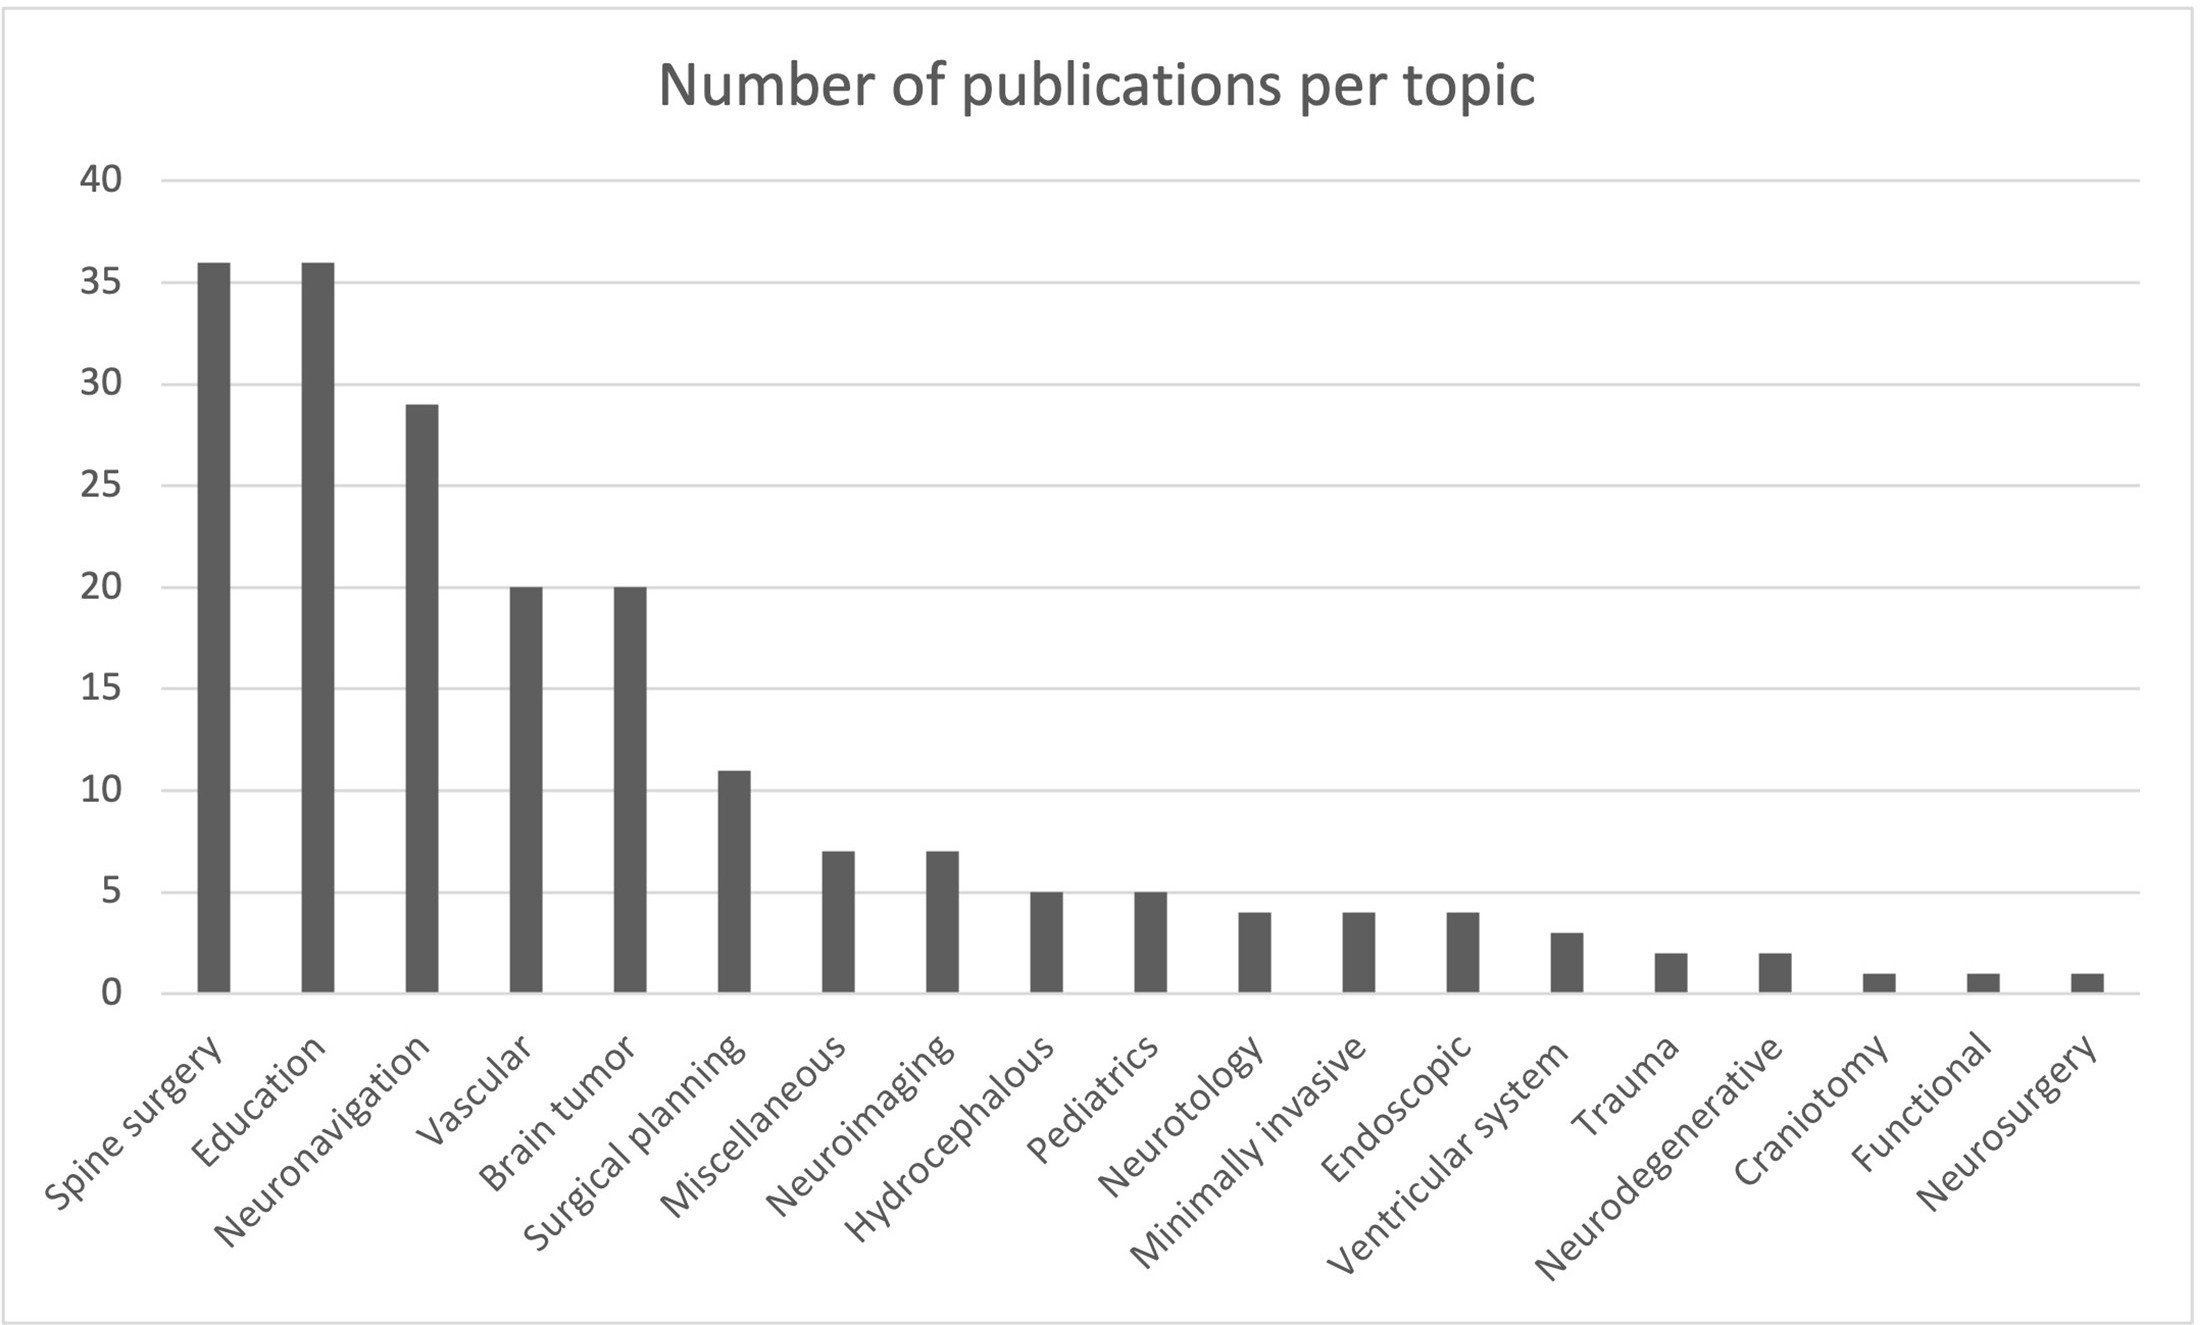 Number of publications per topic
40
35
30
25
20
15
10
5
0
Spine surgery
Education
Neuronavigation
Vascular
Brain tumor
Surgical planning
Miscellaneous
Neuroimaging
Hydrocephalous
Pediatrics
Neurotology
Minimally invasive
Endoscopic
Ventricular system
Trauma
Neurodegenerative
Craniotomy
Functional
Neurosurgery